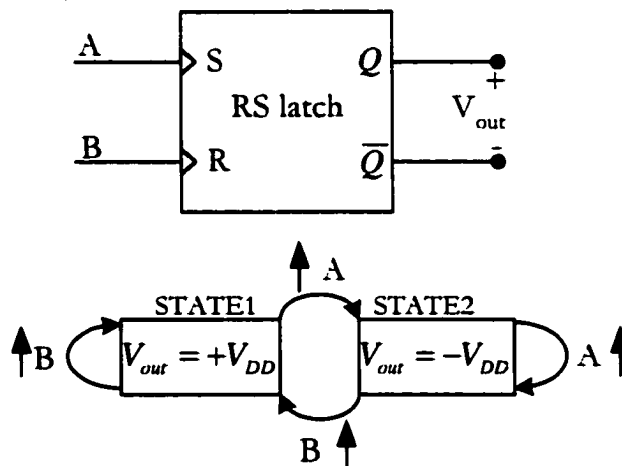 A
S
Q
+
RS latch
V_out
B
R
Q̅
-
A
STATE1 STATE2
B V_out = +V_DD V_out = −V_DD A
B